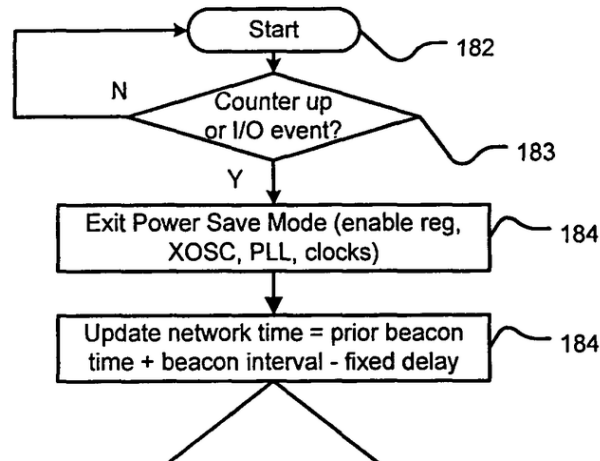 Start
182
N
Counter up
or I/O event?
183
Y
Exit Power Save Mode (enable reg,
XOSC, PLL, clocks)
184
Update network time = prior beacon
time + beacon interval - fixed delay
184